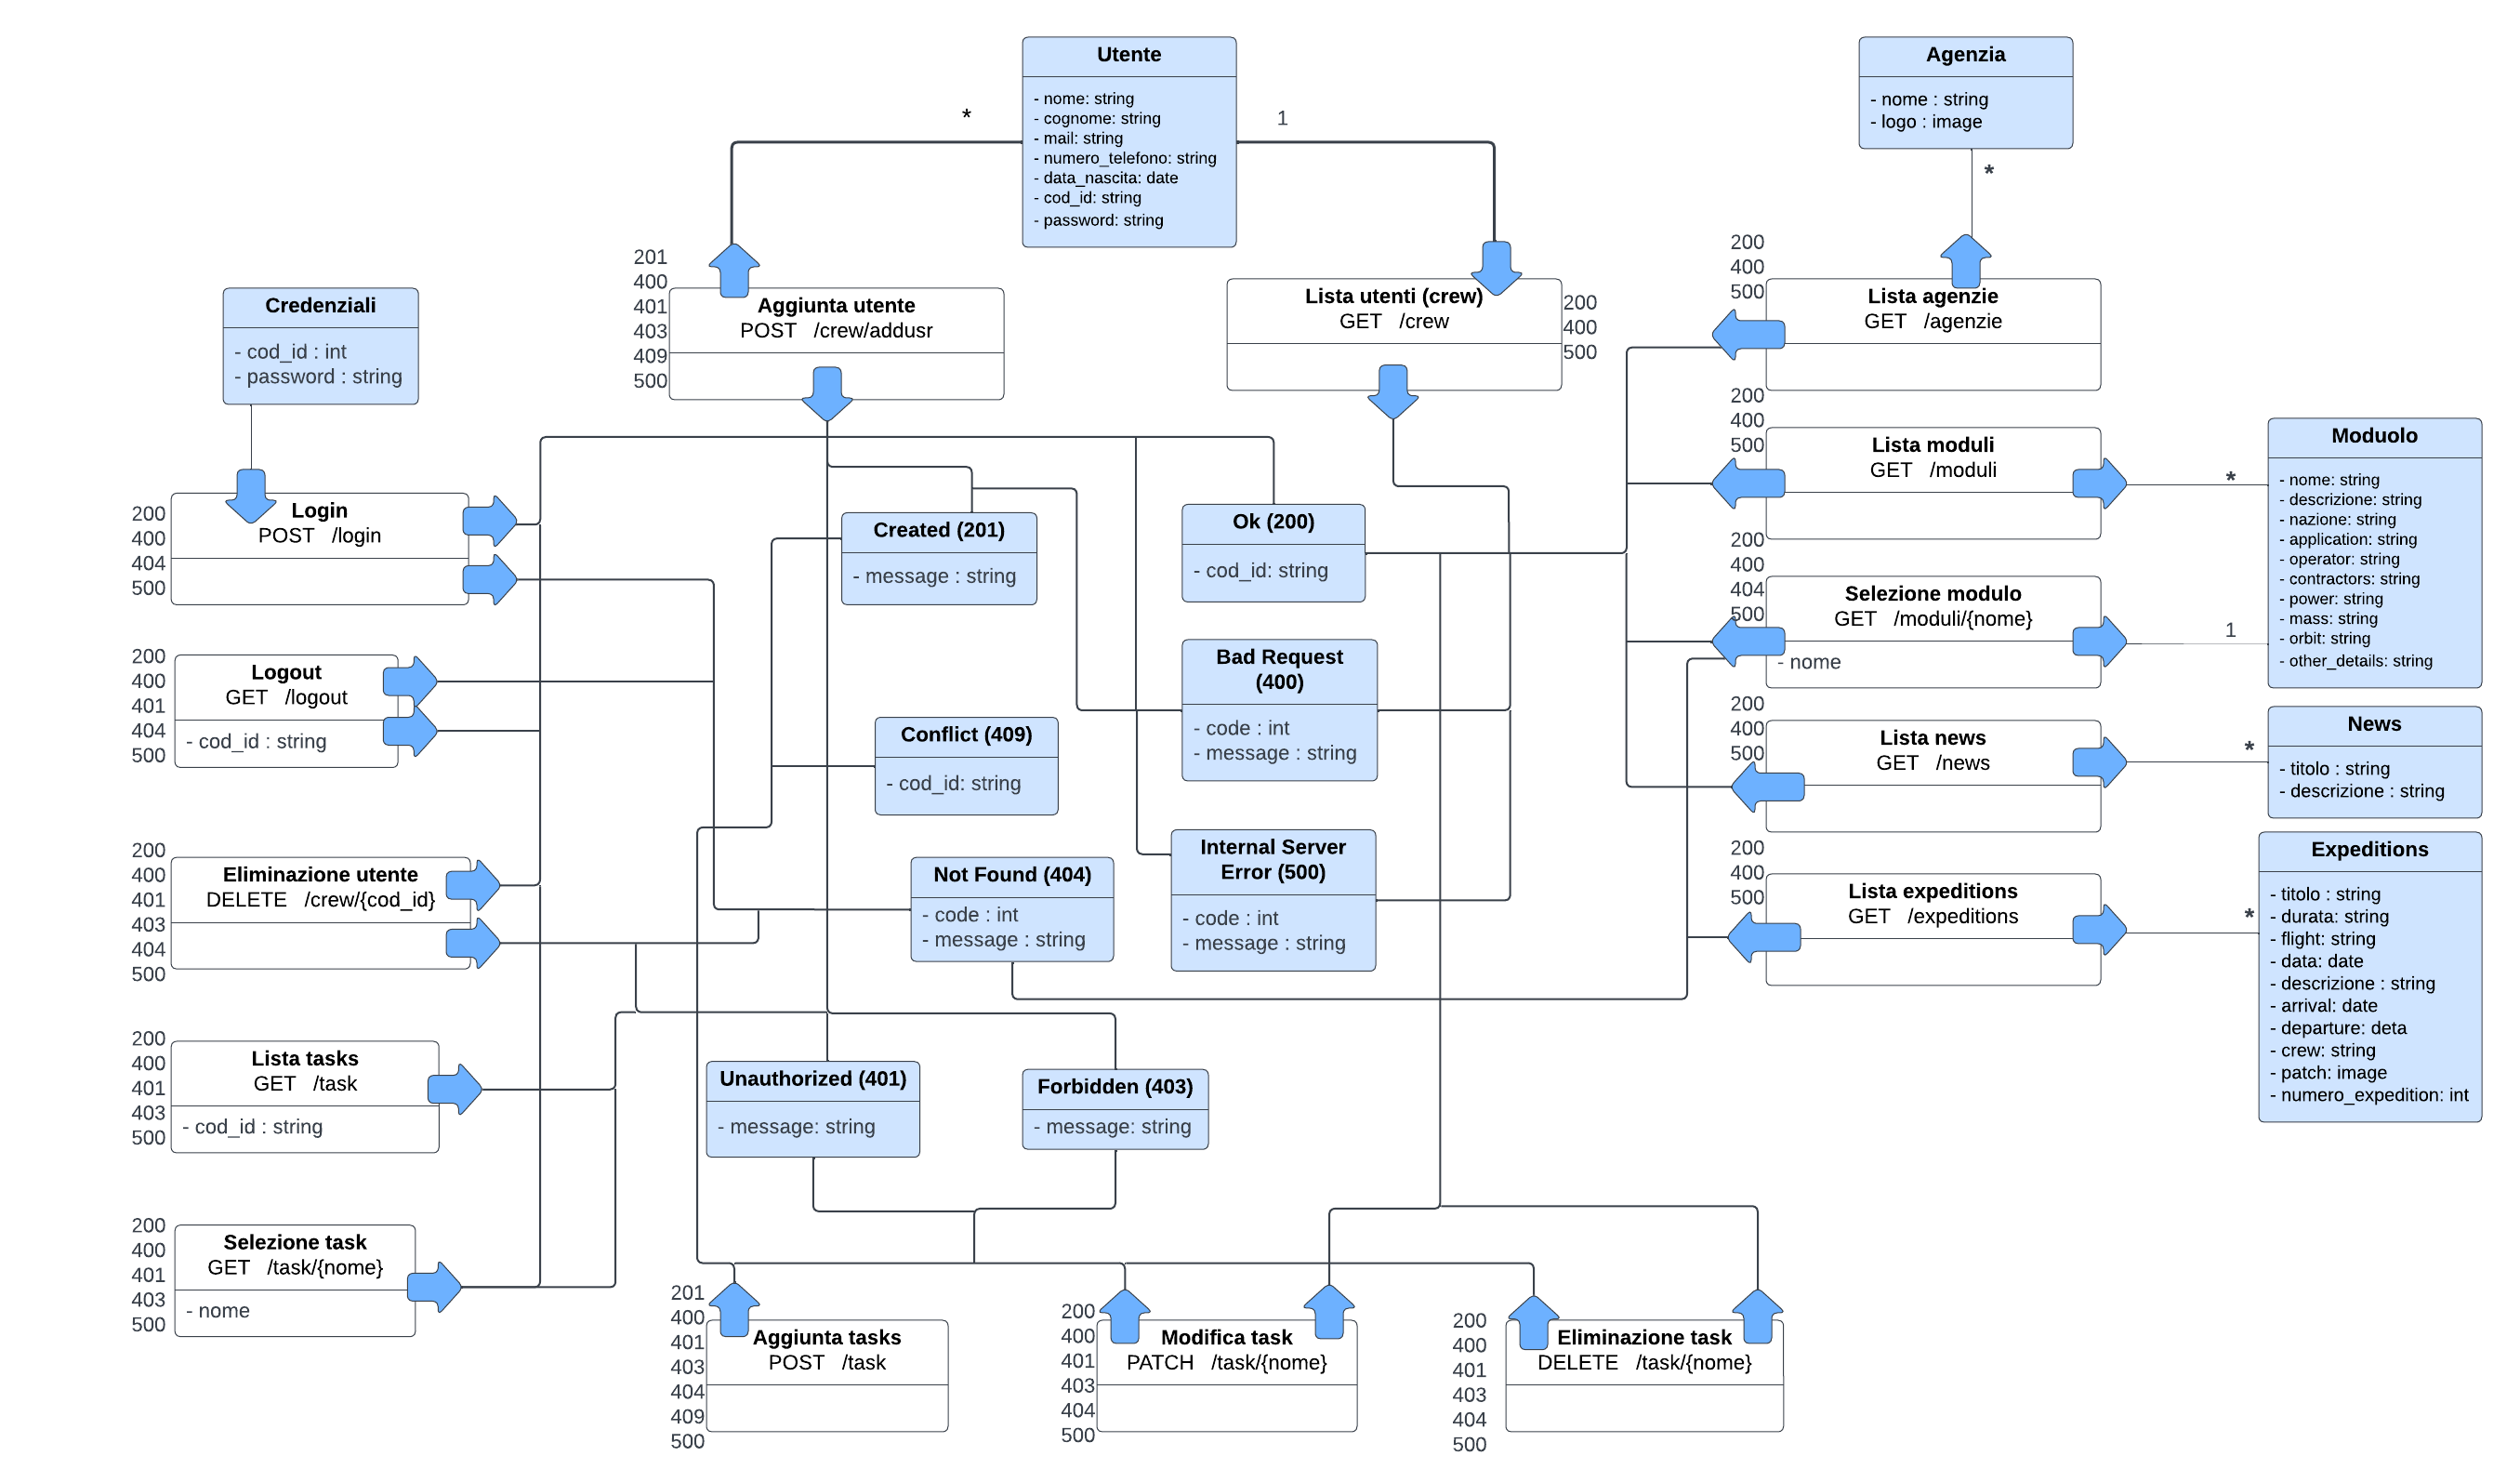 Utente
- nome: string
- cognome: string
- mail: string
- numero_telefono: string
- data_nascita: date
- cod_id: string
- password: string
*
1
Agenzia
- nome : string
- logo : image
*
Credenziali
- cod_id : int
- password : string
201
400
401
403
409
500
Aggiunta utente
POST /crew/addusr
Lista utenti (crew)
GET /crew
200
400
500
200
400
500
Lista agenzie
GET /agenzie
200
400
500
Lista moduli
GET /moduli
*
Moduolo
- nome: string
- descrizione: string
- nazione: string
- application: string
- operator: string
- contractors: string
- power: string
- mass: string
- orbit: string
- other_details: string
200
400
404
500
Login
POST /login
Created (201)
- message : string
Ok (200)
- cod_id: string
200
400
404
500
Selezione modulo
GET /moduli/{nome}
- nome
1
200
400
401
404
500
Logout
GET /logout
- cod_id : string
Bad Request
(400)
- code : int
- message : string
Conflict (409)
- cod_id: string
200
400
500
Lista news
GET /news
*
News
- titolo : string
- descrizione : string
200
400
401
403
404
500
Eliminazione utente
DELETE /crew/{cod_id}
Not Found (404)
- code : int
- message : string
Internal Server
Error (500)
- code : int
- message : string
200
400
500
Lista expeditions
GET /expeditions
*
Expeditions
- titolo : string
- durata: string
- flight: string
- data: date
- descrizione : string
- arrival: date
- departure: deta
- crew: string
- patch: image
- numero_expedition: int
200
400
401
403
500
Lista tasks
GET /task
- cod_id : string
Unauthorized (401)
- message: string
Forbidden (403)
- message: string
200
400
401
403
500
Selezione task
GET /task/{nome}
- nome
201
400
401
403
404
409
500
Aggiunta tasks
POST /task
200
400
401
403
404
500
Modifica task
PATCH /task/{nome}
200
400
401
403
404
500
Eliminazione task
DELETE /task/{nome}